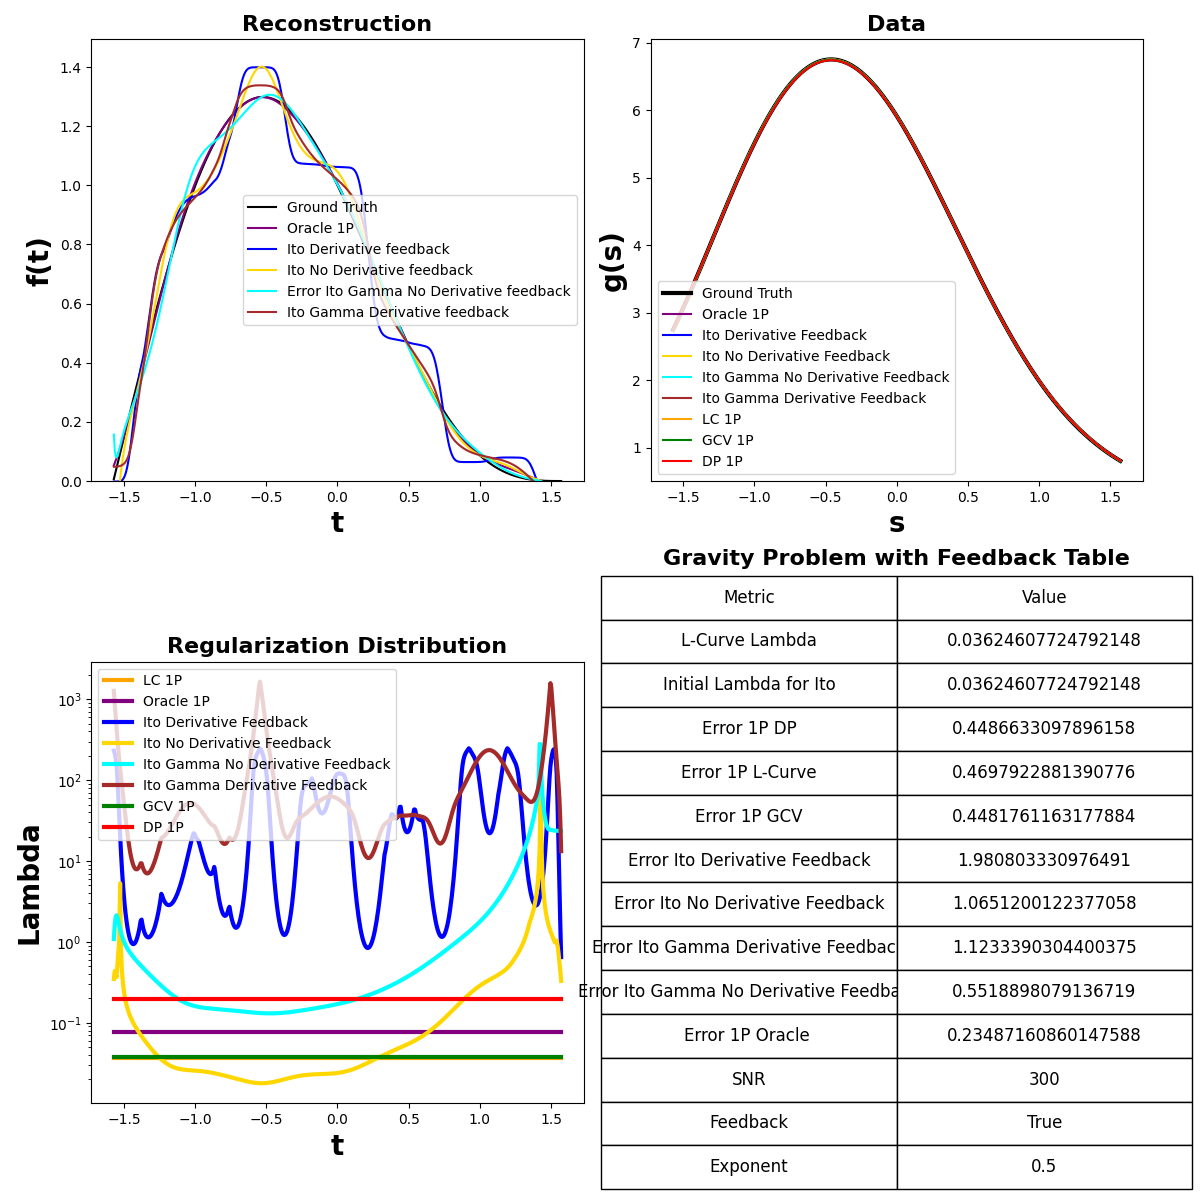 Reconstruction
f(t)
1.4
1.2
1.0
0.8
0.6
0.4
0.2
0.0
Ground Truth
Oracle 1P
Ito Derivative feedback
Ito No Derivative feedback
Error Ito Gamma No Derivative feedback
Ito Gamma Derivative feedback
−1.5 −1.0 −0.5 0.0 0.5 1.0 1.5
t
Data
g(s)
7
6
5
4
3
2
1
Ground Truth
Oracle 1P
Ito Derivative Feedback
Ito No Derivative Feedback
Ito Gamma No Derivative Feedback
Ito Gamma Derivative Feedback
LC 1P
GCV 1P
DP 1P
−1.5 −1.0 −0.5 0.0 0.5 1.0 1.5
s
Regularization Distribution
Lambda
10³
10²
10¹
10⁰
10⁻¹
LC 1P
Oracle 1P
Ito Derivative Feedback
Ito No Derivative Feedback
Ito Gamma No Derivative Feedback
Ito Gamma Derivative Feedback
GCV 1P
DP 1P
−1.5 −1.0 −0.5 0.0 0.5 1.0 1.5
t
Gravity Problem with Feedback Table
Metric Value
L-Curve Lambda 0.03624607724792148
Initial Lambda for Ito 0.03624607724792148
Error 1P DP 0.4486633097896158
Error 1P L-Curve 0.4697922881390776
Error 1P GCV 0.4481761163177884
Error Ito Derivative Feedback 1.980803330976491
Error Ito No Derivative Feedback 1.0651200122377058
Error Ito Gamma Derivative Feedbac 1.1233390304400375
Error Ito Gamma No Derivative Feedba 0.5518898079136719
Error 1P Oracle 0.23487160860147588
SNR 300
Feedback True
Exponent 0.5